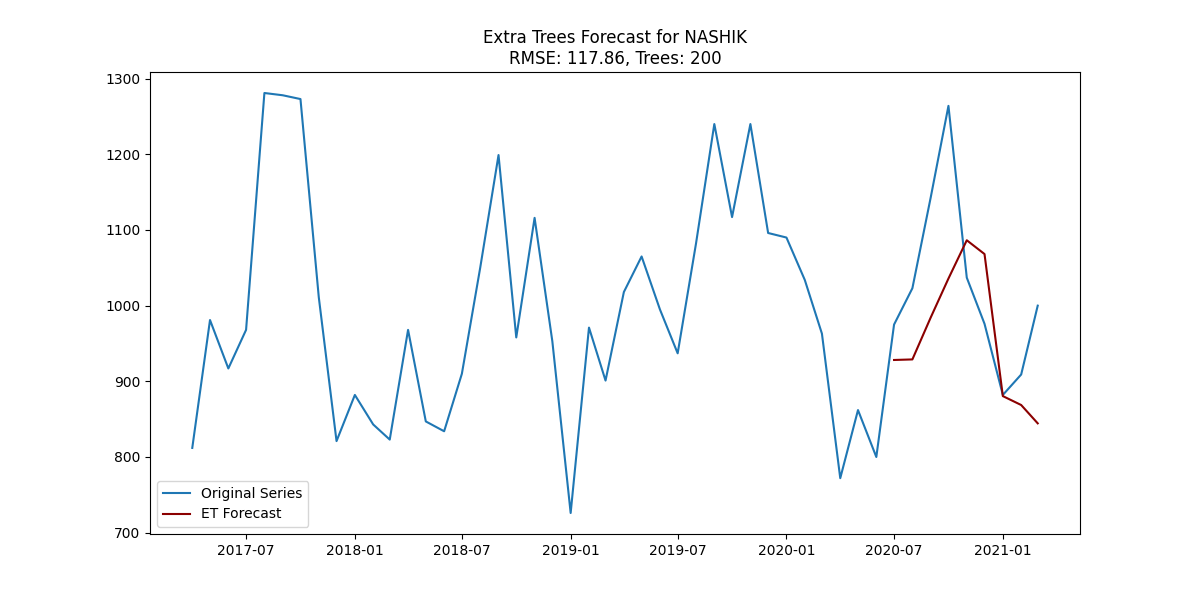 Extra Trees Forecast for NASHIK
RMSE: 117.86, Trees: 200
1300
1200
1100
1000
900
800
700
Original Series
ET Forecast
2017-07 2018-01 2018-07 2019-01 2019-07 2020-01 2020-07 2021-01